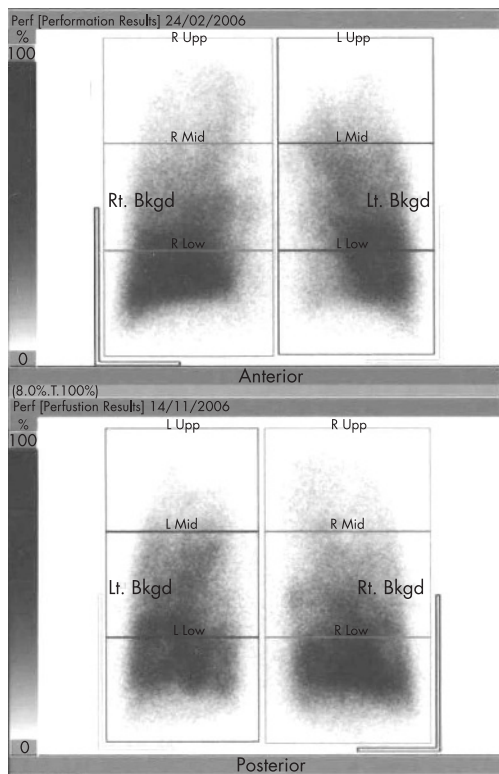 Perf [Performation Results] 24/02/2006
%
100
R Upp L Upp
R Mid L Mid
Rt. Bkgd Lt. Bkgd
R Low L Low
0
Anterior
(8.0%.T.100%)
Perf [Perfustion Results] 14/11/2006
%
100
L Upp R Upp
L Mid R Mid
Lt. Bkgd Rt. Bkgd
L Low R Low
0
Posterior